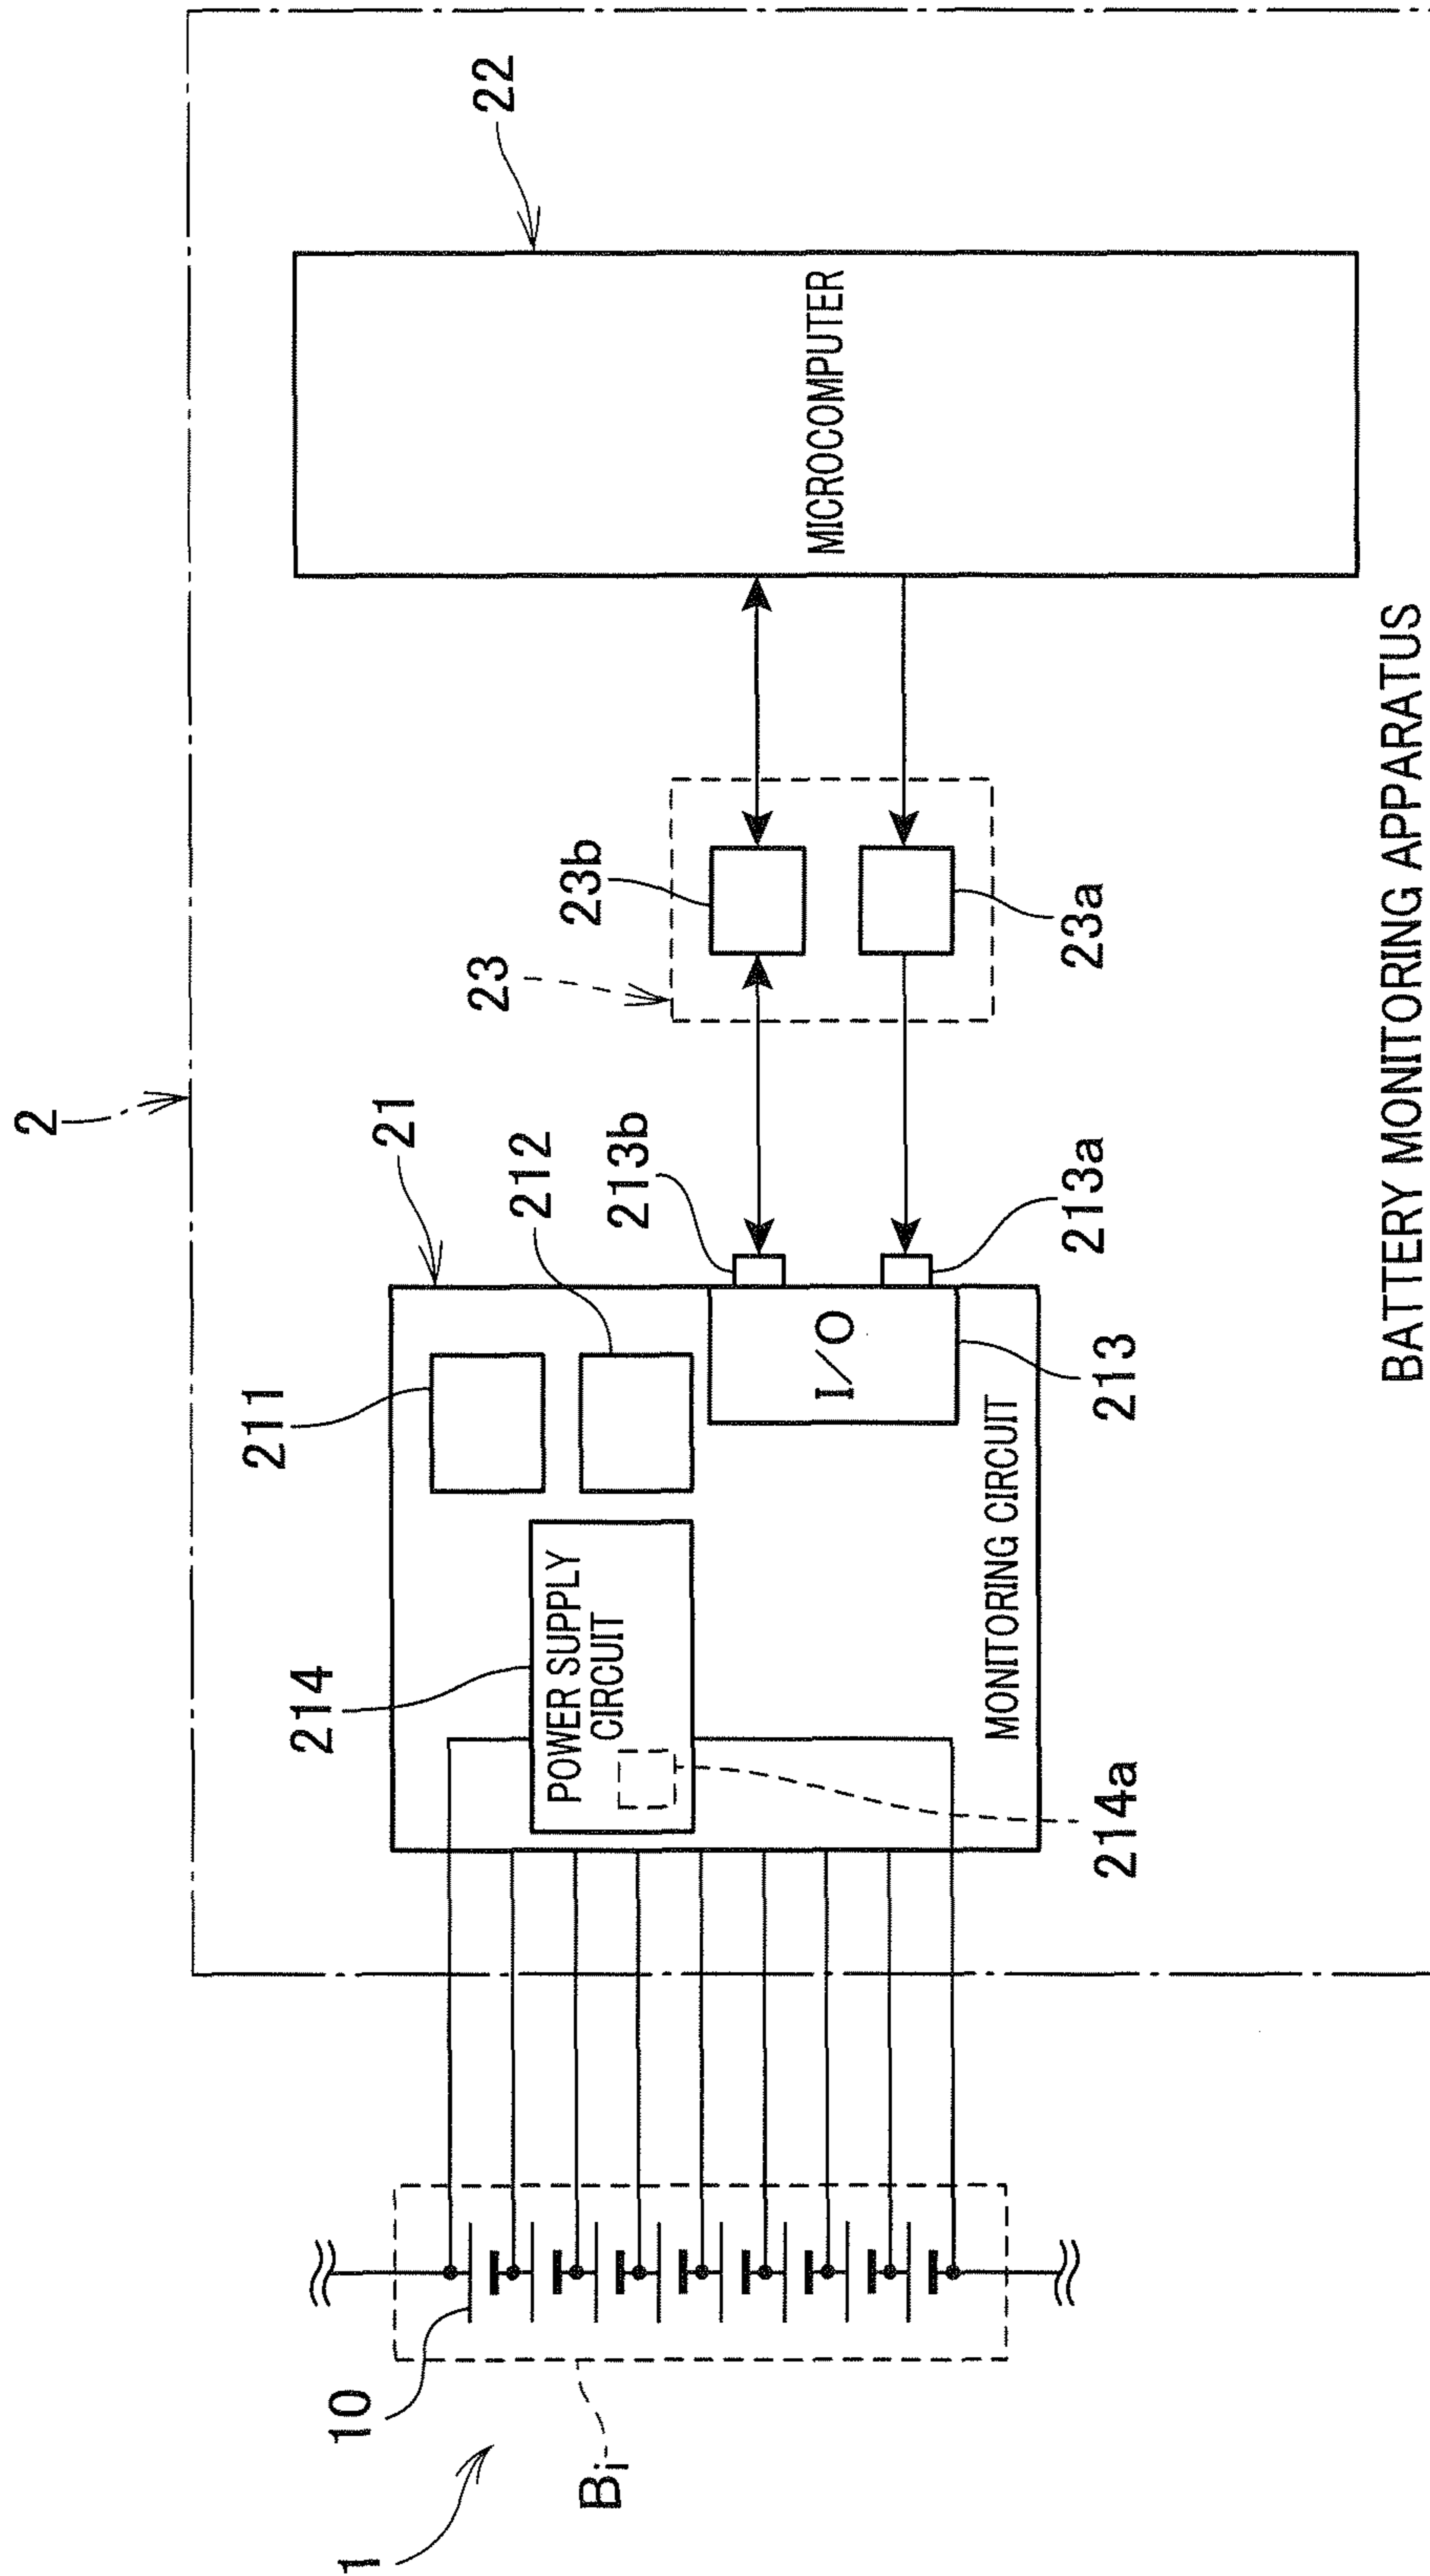 2
22
MICROCOMPUTER
23
23b
23a
21
211
212
213b
213a
I/O
213
214
POWER SUPPLY
CIRCUIT
214a
MONITORING CIRCUIT
10
1
Bi
BATTERY MONITORING APPARATUS